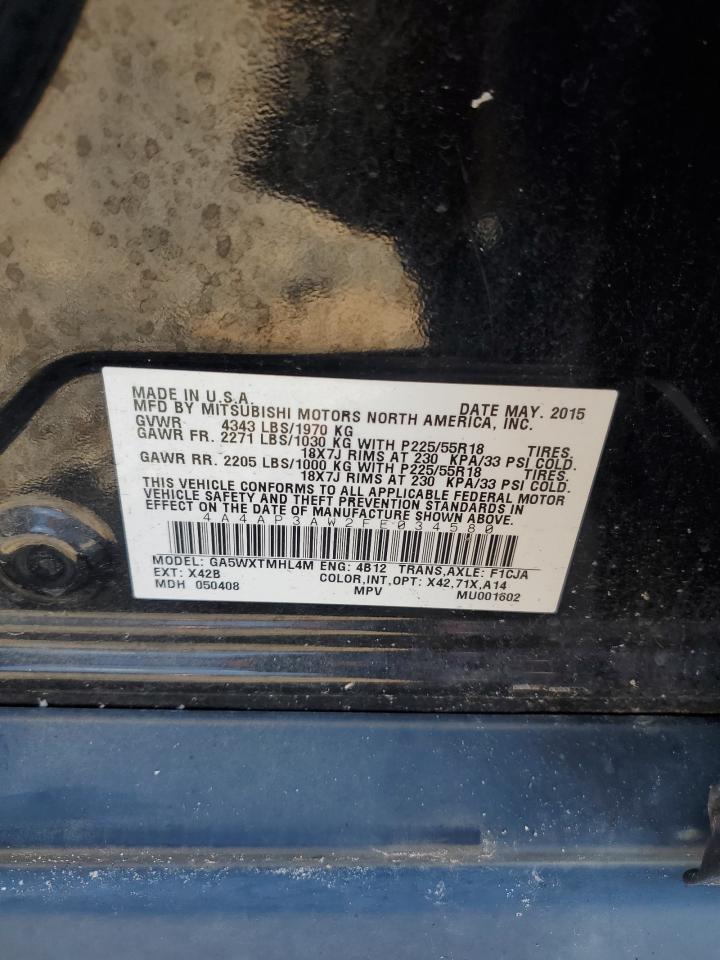 MADE IN U.S.A. DATE MAY. 2015
MFD BY MITSUBISHI MOTORS NORTH AMERICA, INC.
GVWR 4343 LBS/1970 KG
GAWR FR. 2271 LBS/1030 KG WITH P225/55R18 TIRES.
18X7J RIMS AT 230 KPA/33 PSI COLD.
GAWR RR. 2205 LBS/1000 KG WITH P225/55R18 TIRES.
18X7J RIMS AT 230 KPA/33 PSI COLD.
THIS VEHICLE CONFORMS TO ALL APPLICABLE FEDERAL MOTOR
VEHICLE SAFETY AND THEFT PREVENTION STANDARDS IN
EFFECT ON THE DATE OF MANUFACTURE SHOWN ABOVE.
4A4AP3AW2FE034580
MODEL: GA5WXTMHL4M ENG: 4B12 TRANS,AXLE: F1CJA
EXT: X42B COLOR,INT,OPT: X42,71X,A14
MDH 050408 MPV MU001602